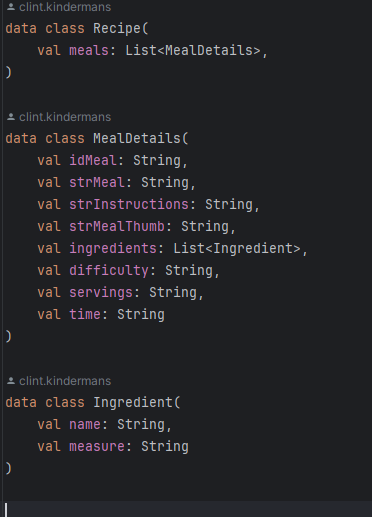 clint.kindermans
data class Recipe(
    val meals: List<MealDetails>,
)
clint.kindermans
data class MealDetails(
    val idMeal: String,
    val strMeal: String,
    val strInstructions: String,
    val strMealThumb: String,
    val ingredients: List<Ingredient>,
    val difficulty: String,
    val servings: String,
    val time: String
)
clint.kindermans
data class Ingredient(
    val name: String,
    val measure: String
)